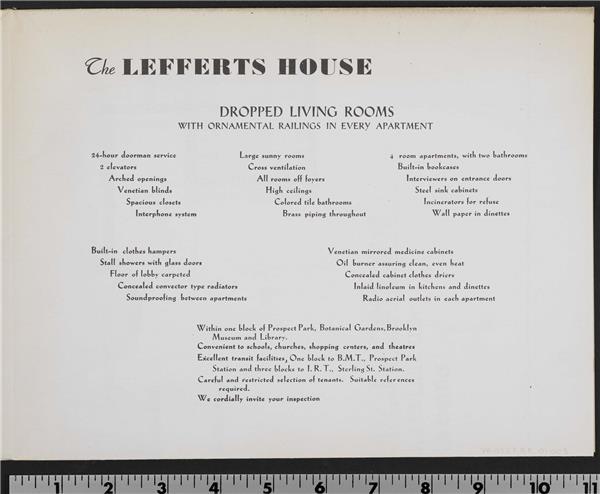 The LEFFERTS HOUSE
DROPPED LIVING ROOMS
WITH ORNAMENTAL RAILINGS IN EVERY APARTMENT
24-hour doorman service
2 elevators
Arched openings
Venetian blinds
Spacious closets
Interphone system
Large sunny rooms
Cross ventilation
All rooms off foyers
High ceilings
Colored tile bathrooms
Brass piping throughout
4 room apartments, with two bathrooms
Built-in bookcases
Interviewers on entrance doors
Steel sink cabinets
Incinerators for refuse
Wall paper in dinettes
Built-in clothes hampers
Stall showers with glass doors
Floor of lobby carpeted
Concealed convector type radiators
Soundproofing between apartments
Venetian mirrored medicine cabinets
Oil burner assuring clean, even heat
Concealed cabinet clothes driers
Inlaid linoleum in kitchens and dinettes
Radio aerial outlets in each apartment
Within one block of Prospect Park, Botanical Gardens, Brooklyn
Museum and Library.
Convenient to schools, churches, shopping centers, and theatres
Excellent transit facilities, One block to B.M.T., Prospect Park
Station and three blocks to I. R. T., Sterling St. Station.
Careful and restricted selection of tenants. Suitable references
required.
We cordially invite your inspection
1 2 3 4 5 6 7 8 9 10 11